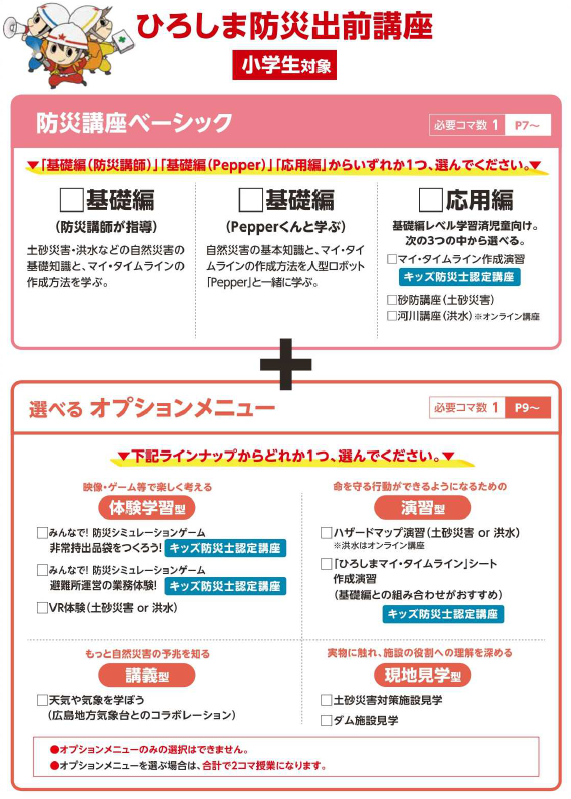 ひろしま防災出前講座
小学生対象
防災講座ベーシック
必要コマ数 1 P7～
▼「基礎編(防災講師)」「基礎編(Pepper)」「応用編」からいずれか1つ、選んでください。▼
□基礎編
(防災講師が指導)
土砂災害・洪水などの自然災害の
基礎知識と、マイ・タイムラインの
作成方法を学ぶ。
□基礎編
(Pepperくんと学ぶ)
自然災害の基本知識と、マイ・タイ
ムラインの作成方法を人型ロボット
「Pepper」と一緒に学ぶ。
□応用編
基礎編レベル学習済児童向け。
次の3つの中から選べる。
□マイ・タイムライン作成演習
キッズ防災士認定講座
□砂防講座(土砂災害)
□河川講座(洪水)※オンライン講座
+
選べる オプションメニュー
必要コマ数 1 P9～
▼下記ラインナップからどれか1つ、選んでください。▼
映像・ゲーム等で楽しく考える
体験学習型
□みんなで! 防災シミュレーションゲーム
非常持出品袋をつくろう! キッズ防災士認定講座
□みんなで! 防災シミュレーションゲーム
避難所運営の業務体験! キッズ防災士認定講座
□VR体験(土砂災害 or 洪水)
命を守る行動ができるようになるための
演習型
□ハザードマップ演習(土砂災害 or 洪水)
※洪水はオンライン講座
□「ひろしまマイ・タイムライン」シート
作成演習
(基礎編との組み合わせがおすすめ)
キッズ防災士認定講座
もっと自然災害の予兆を知る
講義型
□天気や気象を学ぼう
(広島地方気象台とのコラボレーション)
実物に触れ、施設の役割への理解を深める
現地見学型
□土砂災害対策施設見学
□ダム施設見学
●オプションメニューのみの選択はできません。
●オプションメニューを選ぶ場合は、合計で2コマ授業になります。